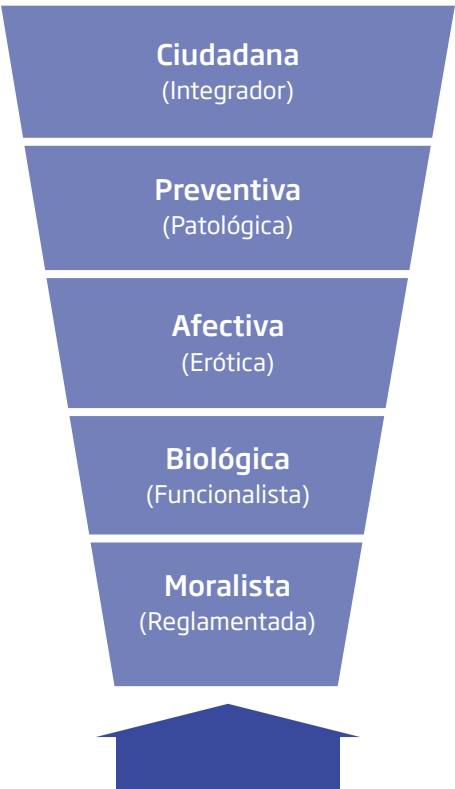 Ciudadana
(Integrador)
Preventiva
(Patológica)
Afectiva
(Erótica)
Biológica
(Funcionalista)
Moralista
(Reglamentada)